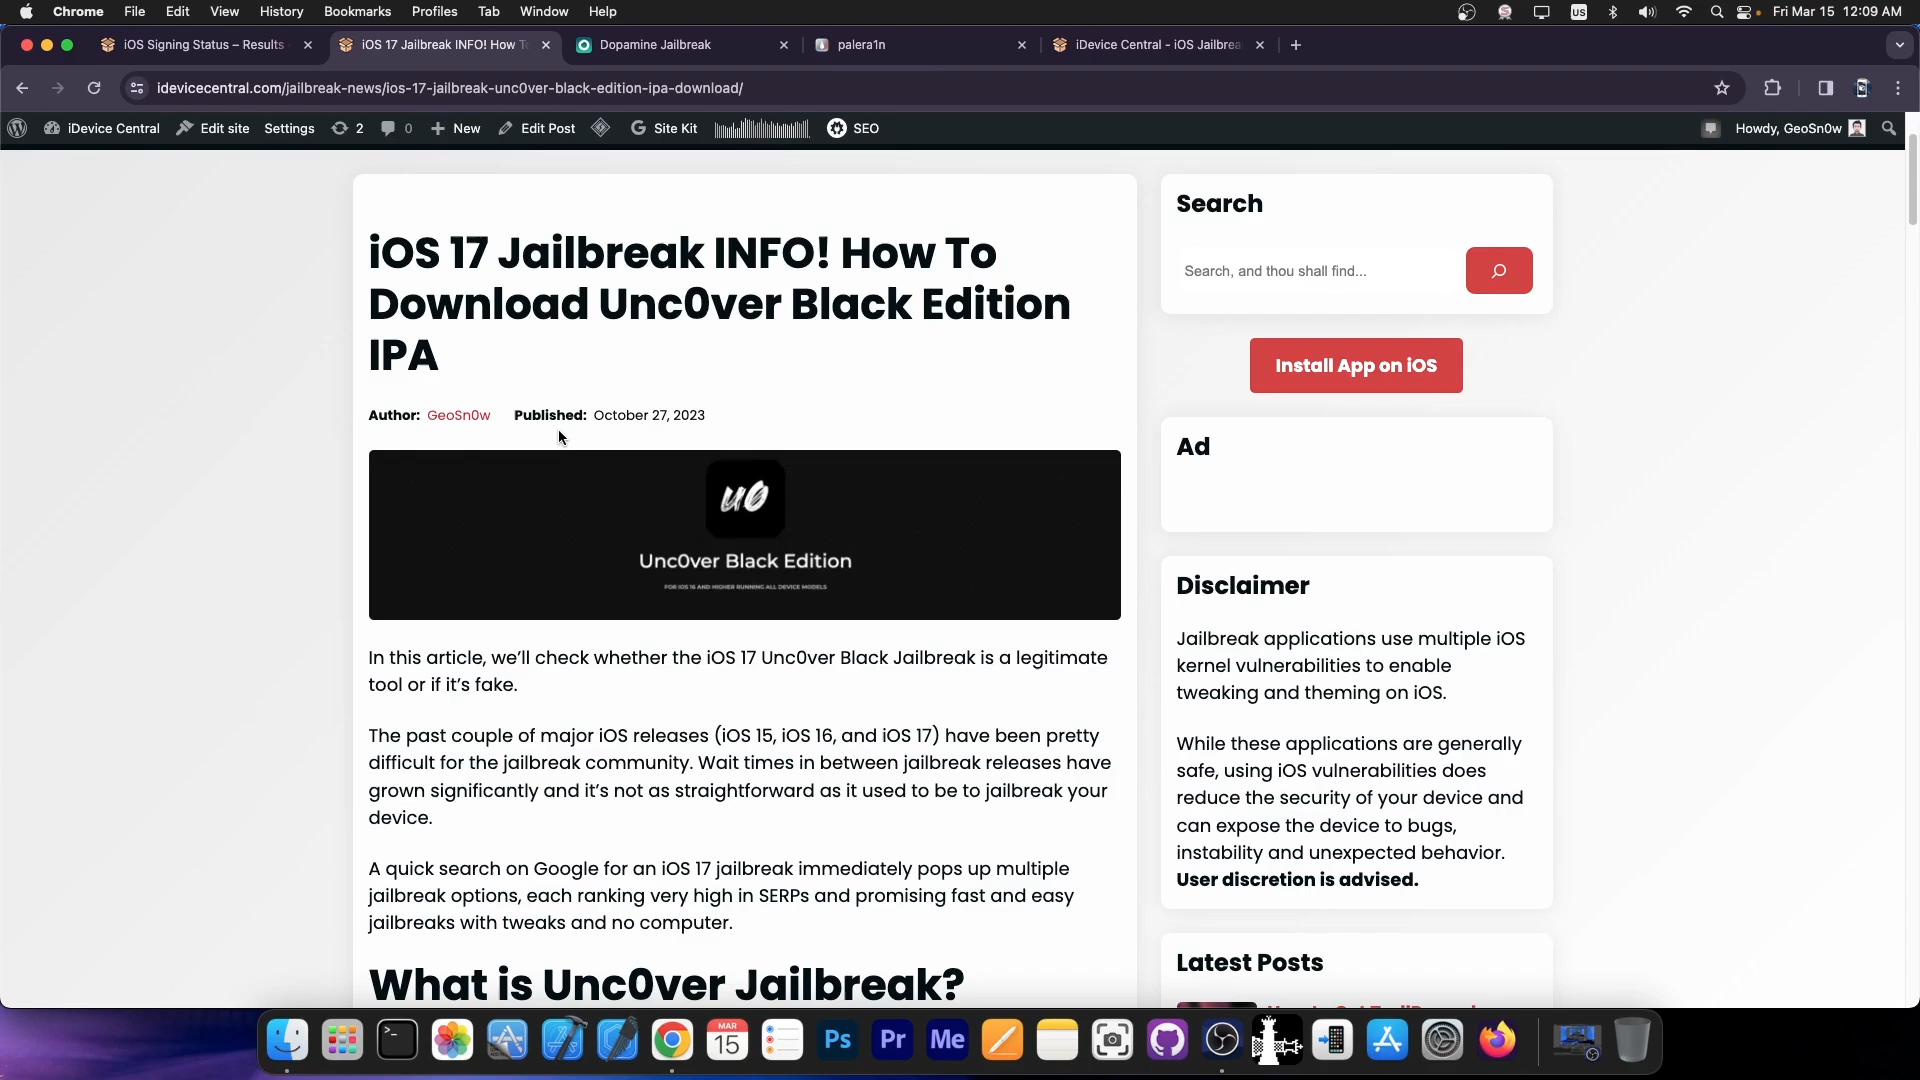 Chrome File Edit View History Bookmarks Profiles Tab Window Help
US Fri Mar 15 12:09 AM
iOS Signing Status – Results
iOS 17 Jailbreak INFO! How T
Dopamine Jailbreak
palera1n
iDevice Central - iOS Jailbrea
idevicecentral.com/jailbreak-news/ios-17-jailbreak-unc0ver-black-edition-ipa-download/
iDevice Central Edit site Settings 2 0 New Edit Post Site Kit SEO
Howdy, GeoSn0w
iOS 17 Jailbreak INFO! How To
Download Unc0ver Black Edition
IPA
Author: GeoSn0w Published: October 27, 2023
u0
Unc0ver Black Edition
FOR IOS 16 AND HIGHER RUNNING ALL DEVICE MODELS
In this article, we’ll check whether the iOS 17 Unc0ver Black Jailbreak is a legitimate
tool or if it’s fake.
The past couple of major iOS releases (iOS 15, iOS 16, and iOS 17) have been pretty
difficult for the jailbreak community. Wait times in between jailbreak releases have
grown significantly and it’s not as straightforward as it used to be to jailbreak your
device.
A quick search on Google for an iOS 17 jailbreak immediately pops up multiple
jailbreak options, each ranking very high in SERPs and promising fast and easy
jailbreaks with tweaks and no computer.
What is Unc0ver Jailbreak?
Search
Search, and thou shall find...
Install App on iOS
Ad
Disclaimer
Jailbreak applications use multiple iOS
kernel vulnerabilities to enable
tweaking and theming on iOS.
While these applications are generally
safe, using iOS vulnerabilities does
reduce the security of your device and
can expose the device to bugs,
instability and unexpected behavior.
User discretion is advised.
Latest Posts
MAR
15
Ps
Pr
Me